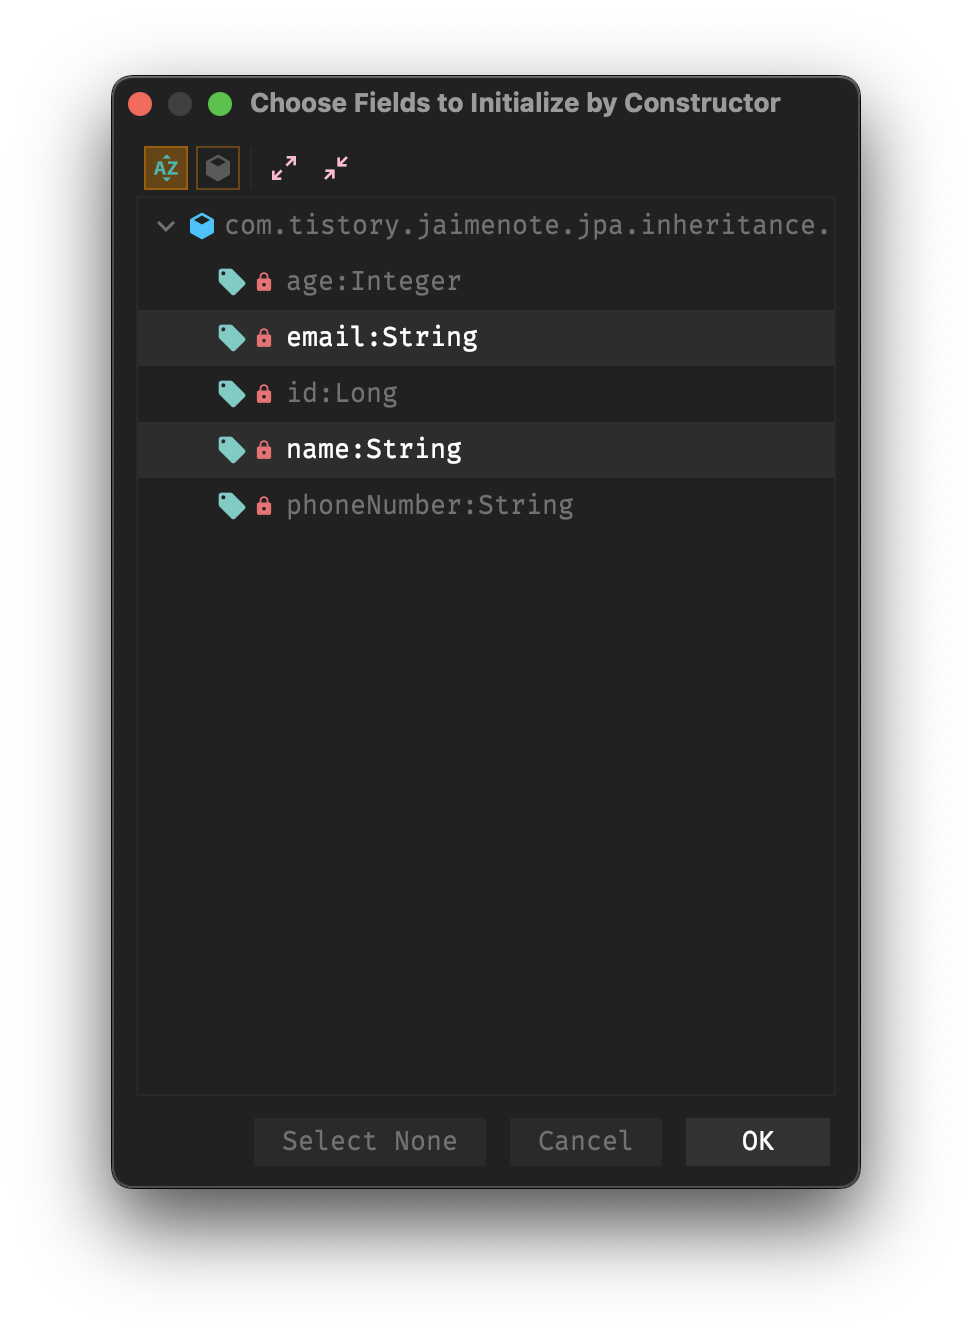 Choose Fields to Initialize by Constructor
AZ
com.tistory.jaimenote.jpa.inheritance.
age:Integer
email:String
id:Long
name:String
phoneNumber:String
Select None
Cancel
OK